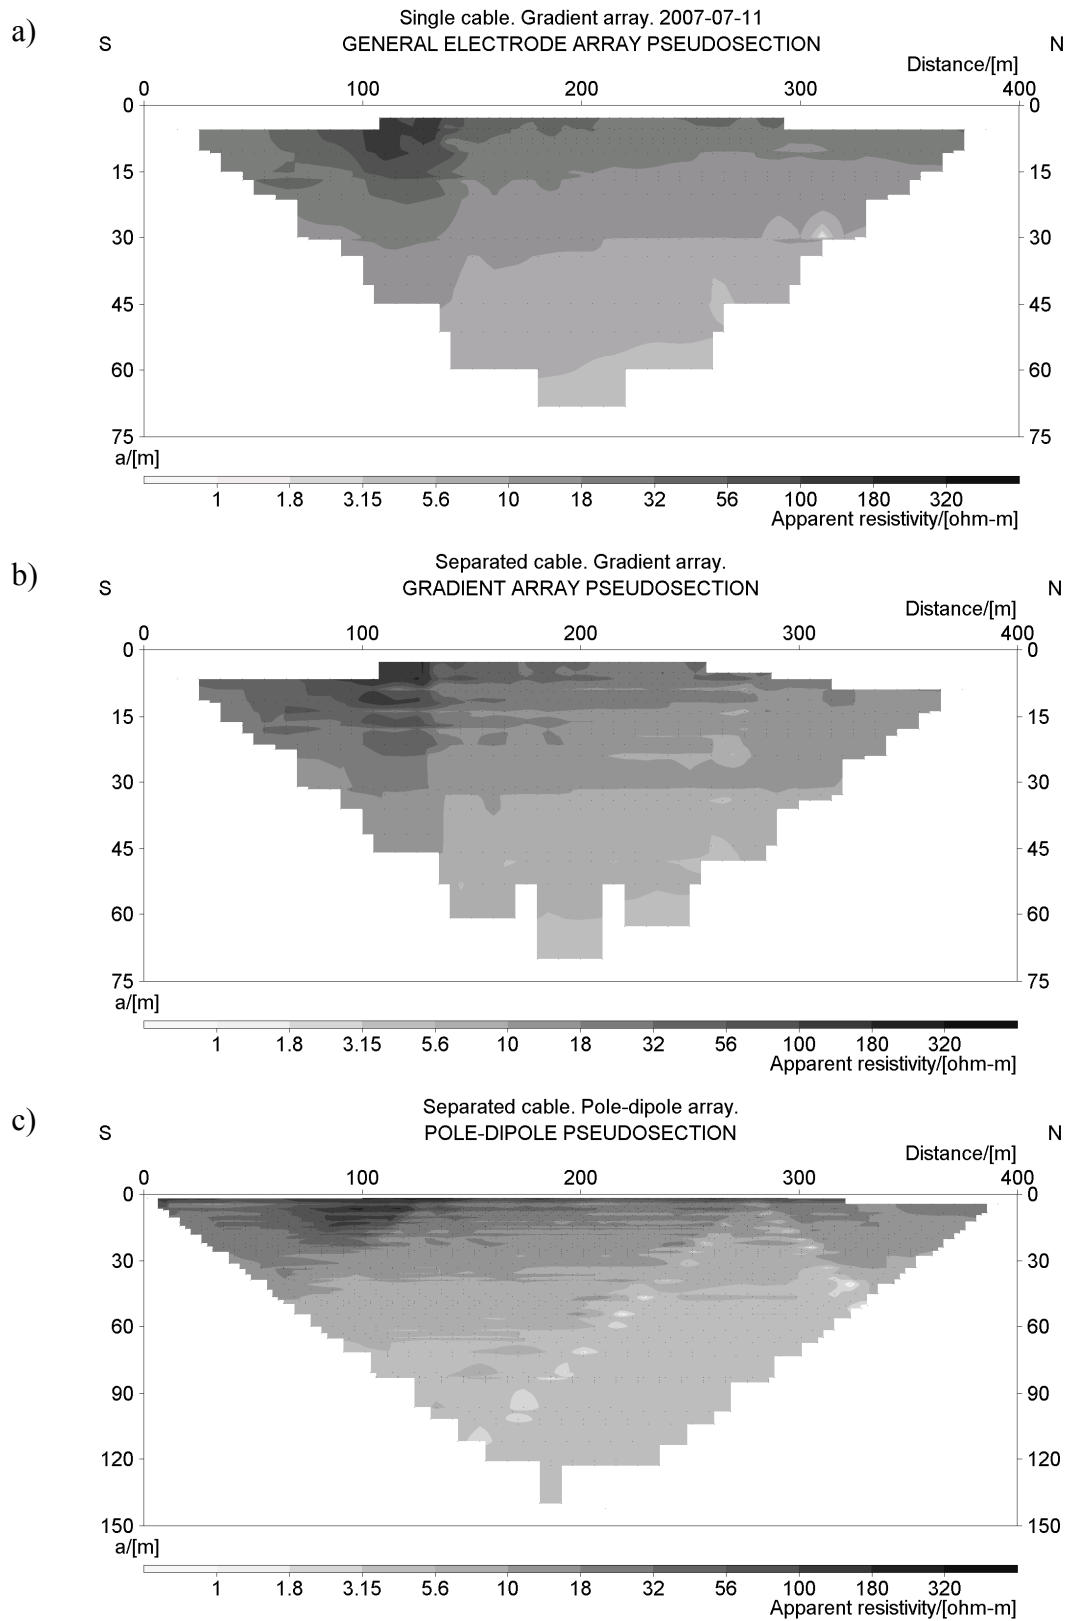 a)
Single cable. Gradient array. 2007-07-11
S GENERAL ELECTRODE ARRAY PSEUDOSECTION N
Distance/[m]
0 100 200 300 400
0 0
15 15
30 30
45 45
60 60
75 75
a/[m]
1 1.8 3.15 5.6 10 18 32 56 100 180 320
Apparent resistivity/[ohm-m]
b)
Separated cable. Gradient array.
S GRADIENT ARRAY PSEUDOSECTION N
Distance/[m]
0 100 200 300 400
0 0
15 15
30 30
45 45
60 60
75 75
a/[m]
1 1.8 3.15 5.6 10 18 32 56 100 180 320
Apparent resistivity/[ohm-m]
c)
Separated cable. Pole-dipole array.
S POLE-DIPOLE PSEUDOSECTION N
Distance/[m]
0 100 200 300 400
0 0
30 30
60 60
90 90
120 120
150 150
a/[m]
1 1.8 3.15 5.6 10 18 32 56 100 180 320
Apparent resistivity/[ohm-m]